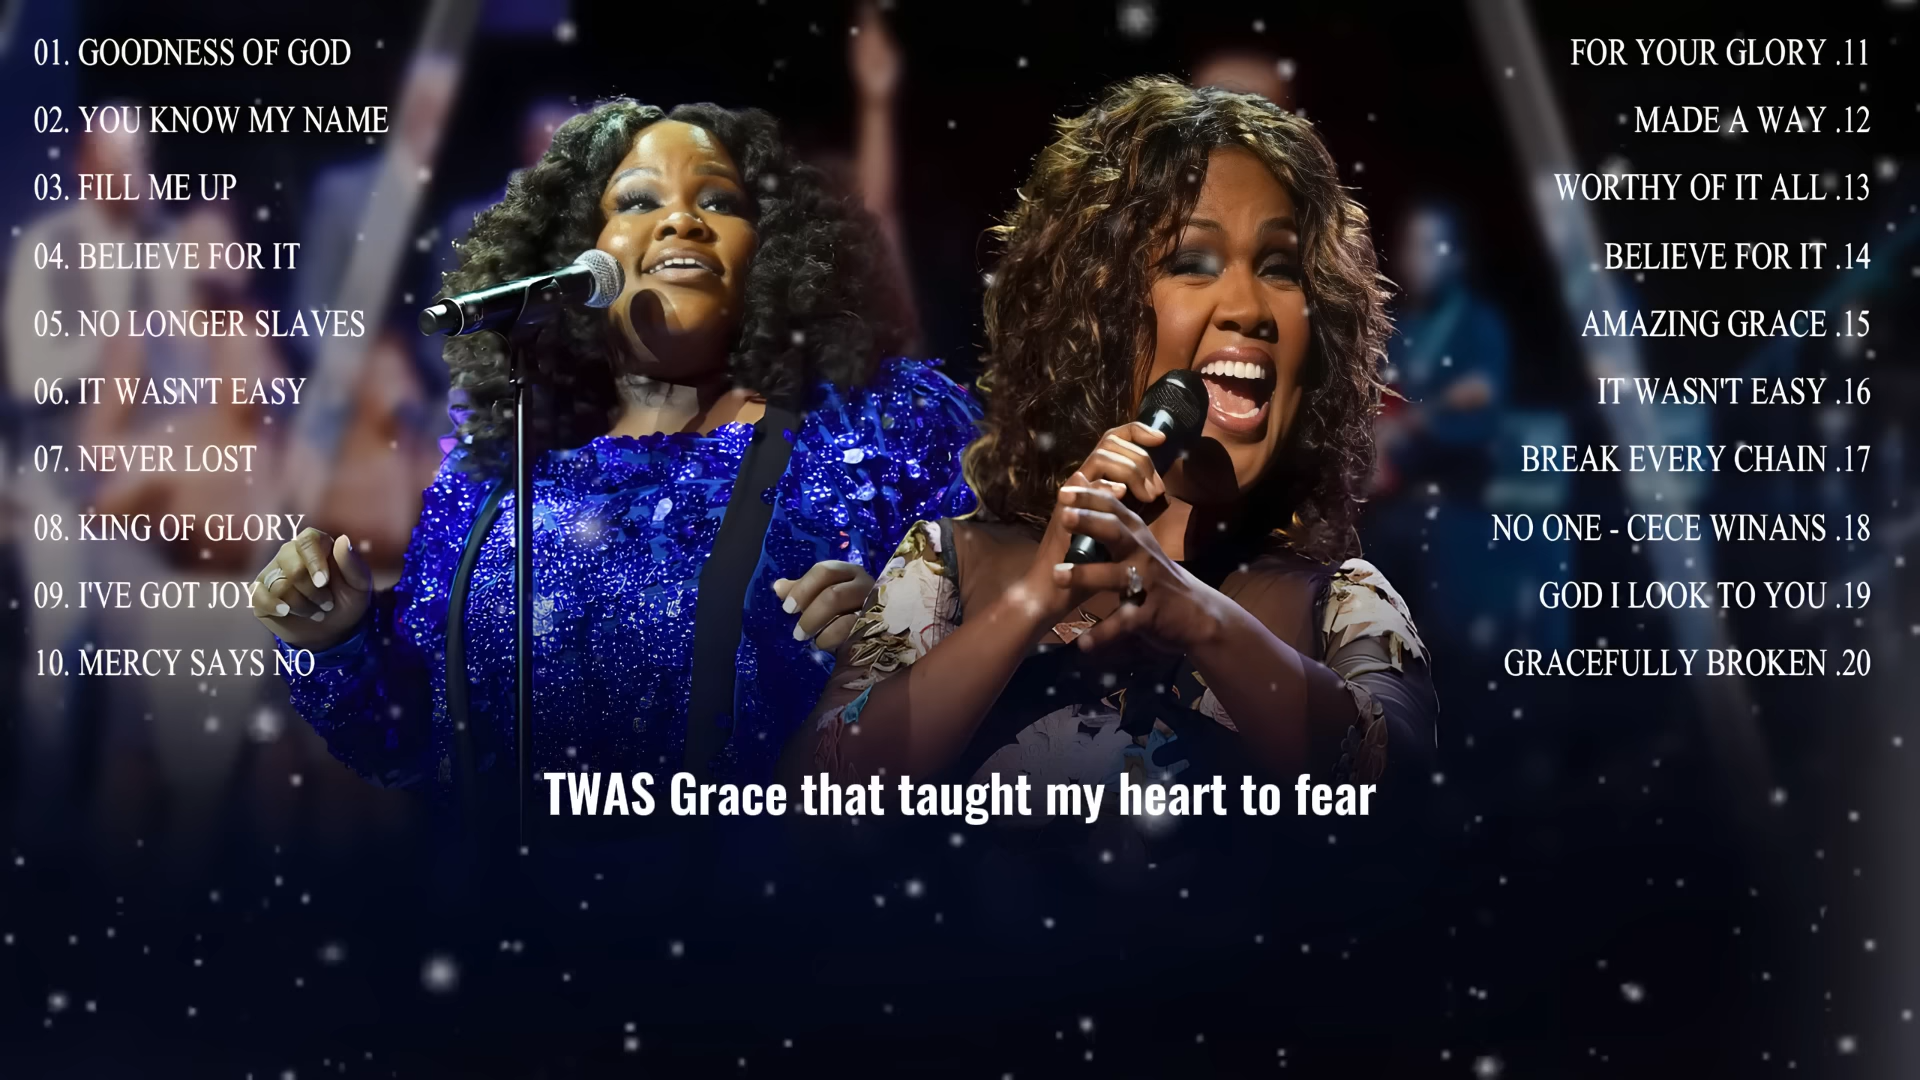 01. GOODNESS OF GOD
02. YOU KNOW MY NAME
03. FILL ME UP
04. BELIEVE FOR IT
05. NO LONGER SLAVES
06. IT WASN'T EASY
07. NEVER LOST
08. KING OF GLORY
09. I'VE GOT JOY
10. MERCY SAYS NO
FOR YOUR GLORY .11
MADE A WAY .12
WORTHY OF IT ALL .13
BELIEVE FOR IT .14
AMAZING GRACE .15
IT WASN'T EASY .16
BREAK EVERY CHAIN .17
NO ONE - CECE WINANS .18
GOD I LOOK TO YOU .19
GRACEFULLY BROKEN .20
TWAS Grace that taught my heart to fear